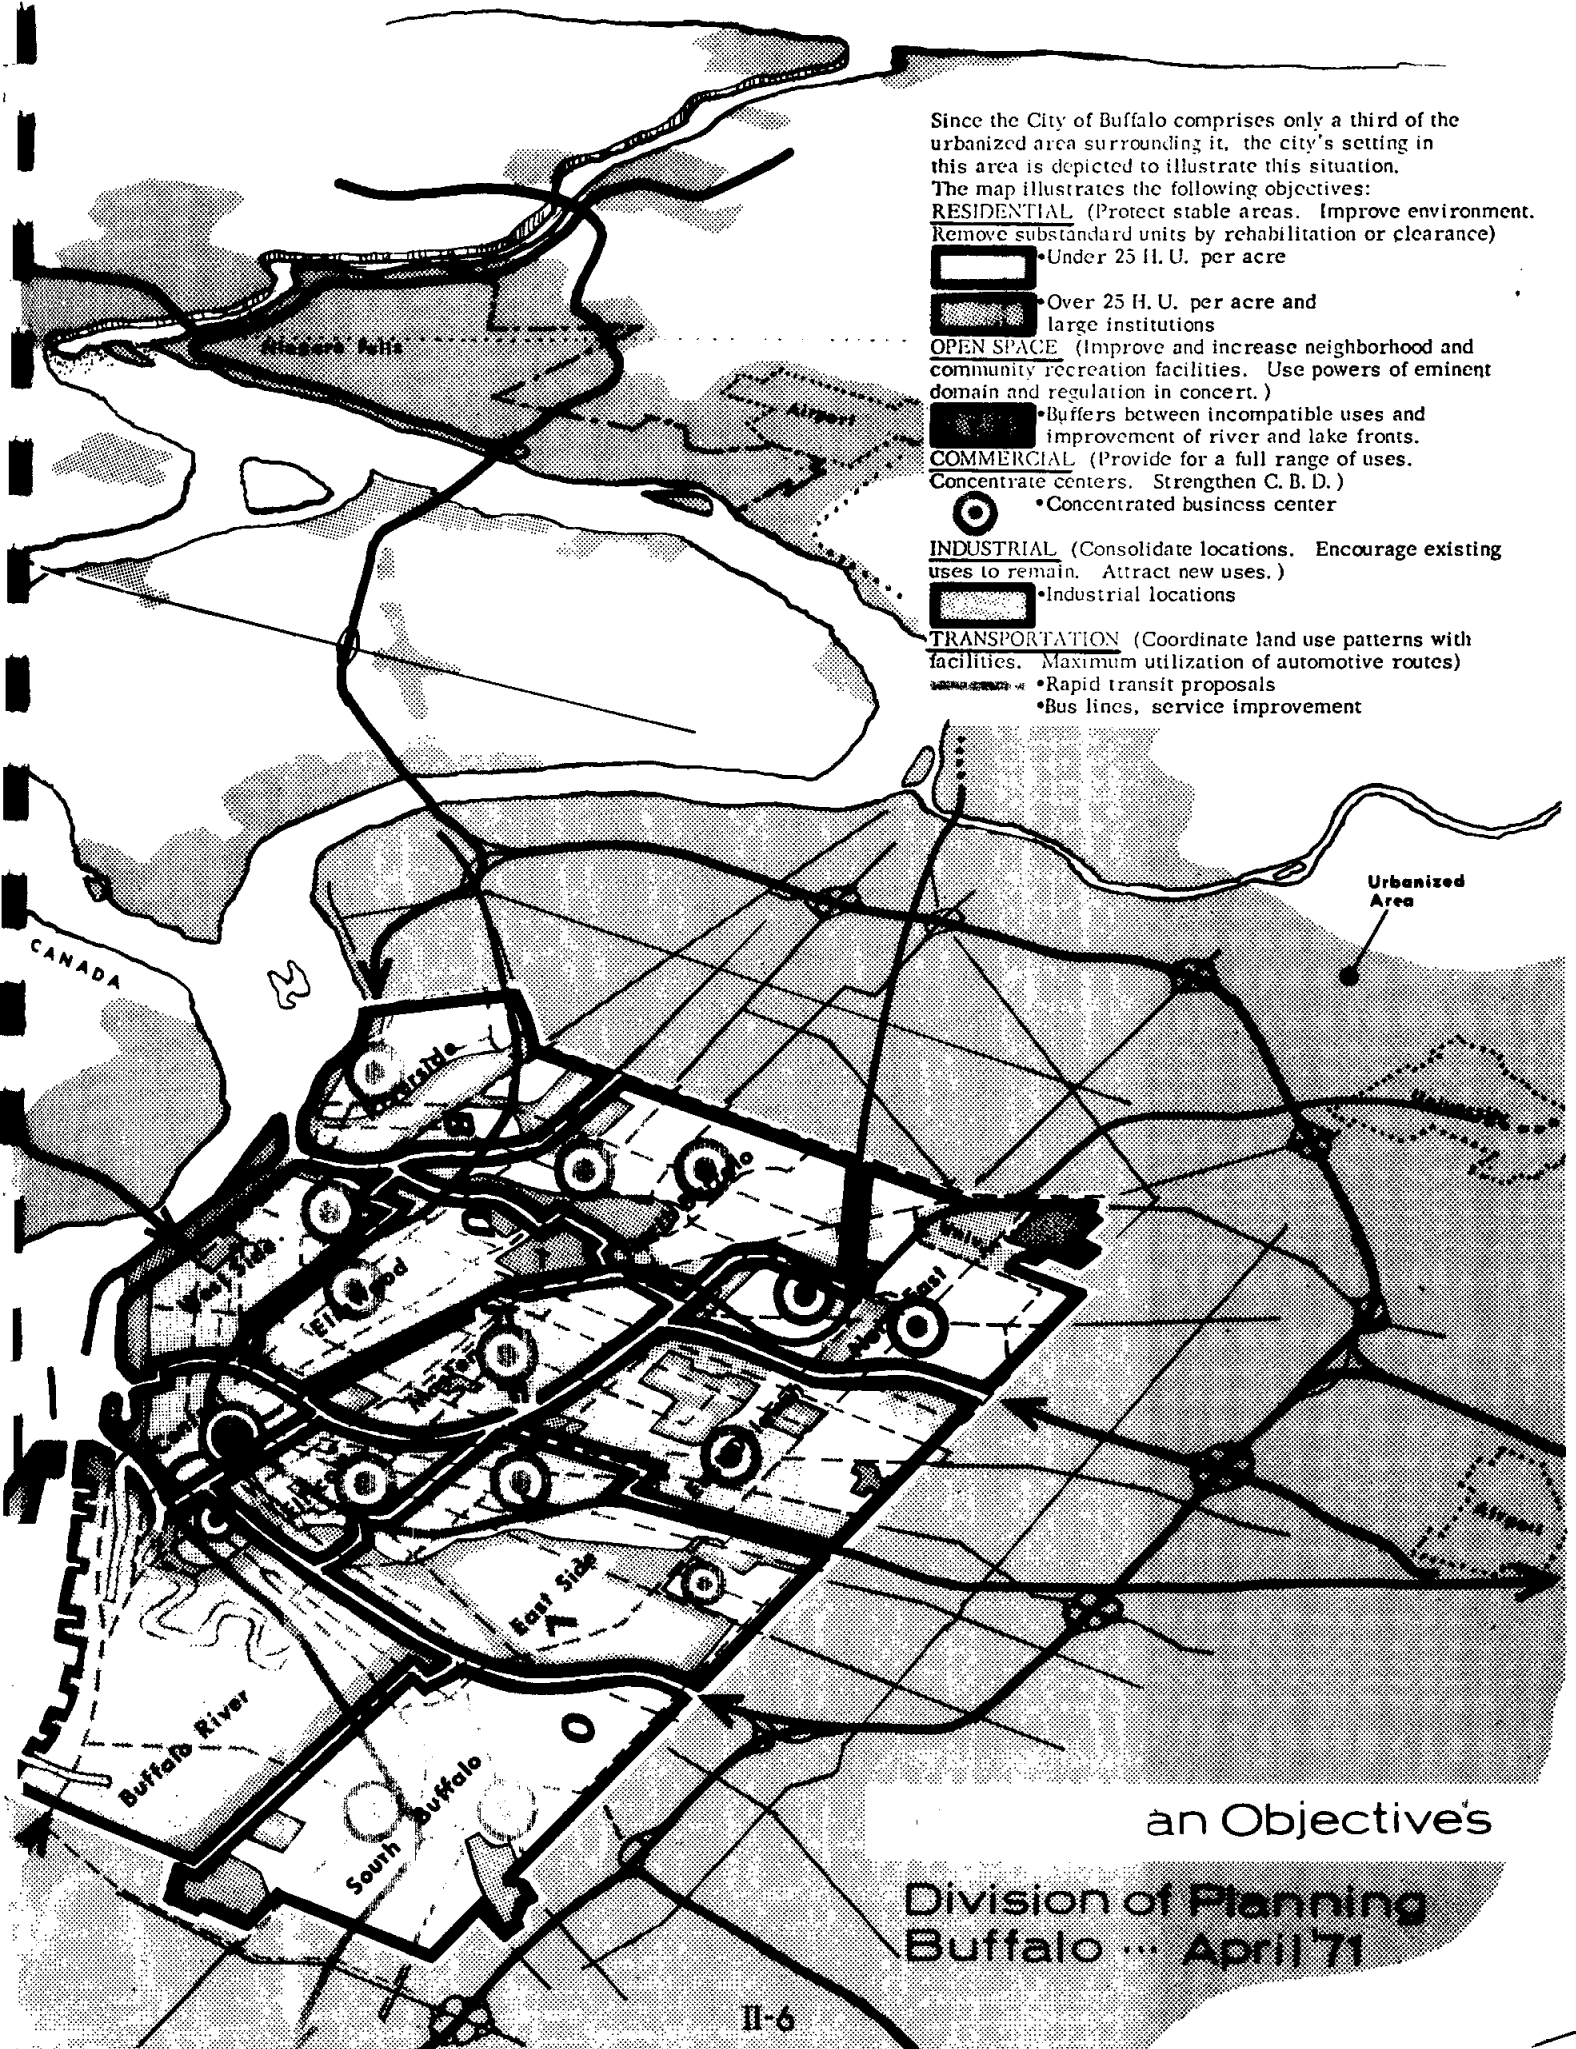 Since the City of Buffalo comprises only a third of the
urbanized area surrounding it, the city's setting in
this area is depicted to illustrate this situation.
The map illustrates the following objectives:
RESIDENTIAL (Protect stable areas. Improve environment.
Remove substandard units by rehabilitation or clearance)
•Under 25 H. U. per acre
•Over 25 H. U. per acre and
large institutions
OPEN SPACE (Improve and increase neighborhood and
community recreation facilities. Use powers of eminent
domain and regulation in concert.)
•Buffers between incompatible uses and
improvement of river and lake fronts.
COMMERCIAL (Provide for a full range of uses.
Concentrate centers. Strengthen C. B. D.)
•Concentrated business center
INDUSTRIAL (Consolidate locations. Encourage existing
uses to remain. Attract new uses.)
•Industrial locations
TRANSPORTATION (Coordinate land use patterns with
facilities. Maximum utilization of automotive routes)
•Rapid transit proposals
•Bus lines, service improvement
Niagara Falls
Airport
Urbanized
Area
CANADA
University
West Side
Airport
East Side
Buffalo River
South Buffalo
an Objectives
Division of Planning
Buffalo ... April '71
II-6